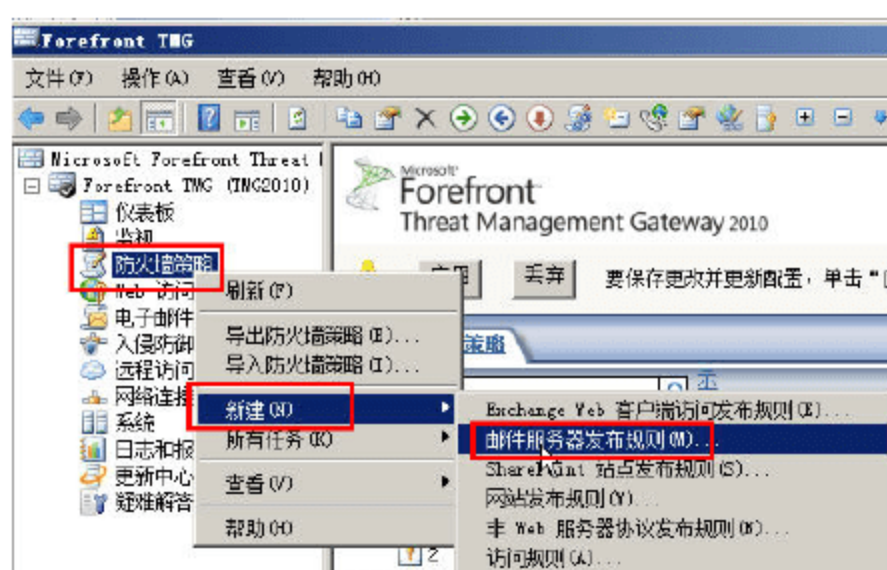 Forefront TMG
文件(F) 操作(A) 查看(V) 帮助(H)
Microsoft Forefront Threat
Forefront TMG (TMG2010)
仪表板
监视
防火墙策略
Web 访问
电子邮件
入侵防御
远程访问
网络连接
系统
日志和报
更新中心
疑难解答
Microsoft
Forefront
Threat Management Gateway 2010
丢弃
要保存更改并更新配置，单击“
策略
示
刷新(F)
导出防火墙策略(E)...
导入防火墙策略(I)...
新建(N)
所有任务(K)
查看(V)
帮助(H)
Exchange Web 客户端访问发布规则(E)...
邮件服务器发布规则(M)...
SharePoint 站点发布规则(S)...
网站发布规则(W)...
非 Web 服务器协议发布规则(N)...
访问规则(A)...
2